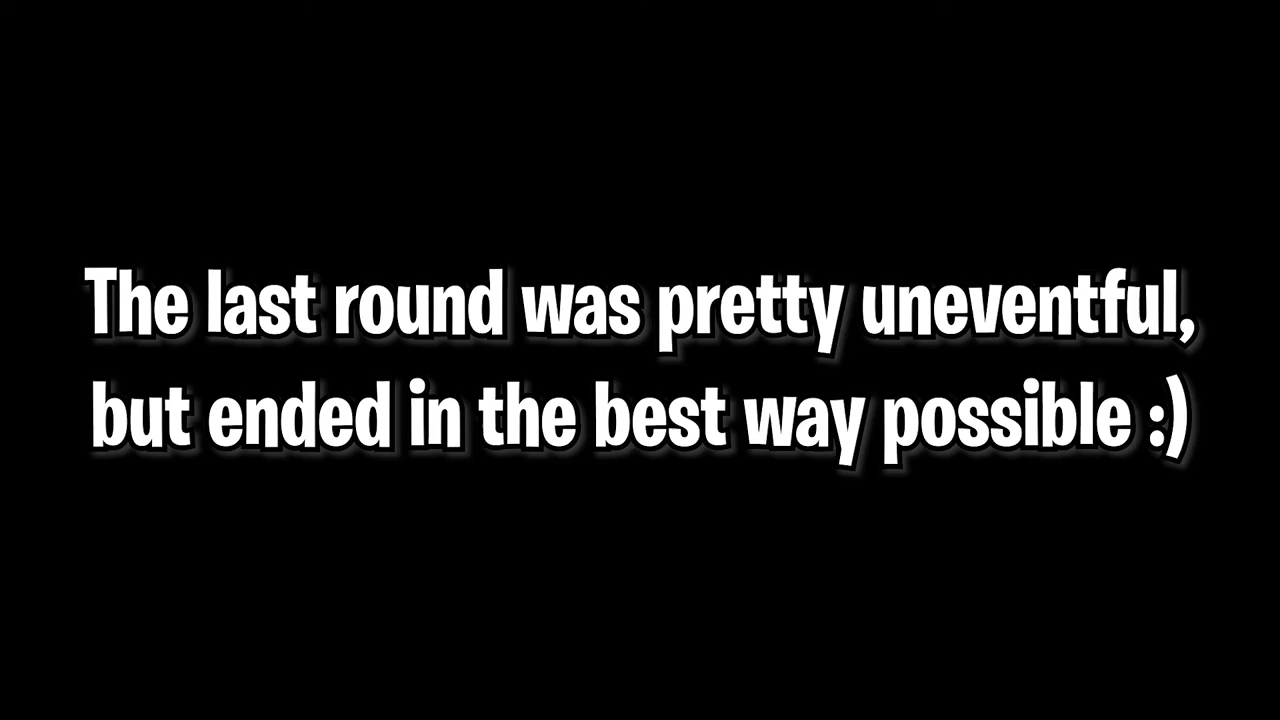 The last round was pretty uneventful,
but ended in the best way possible :)